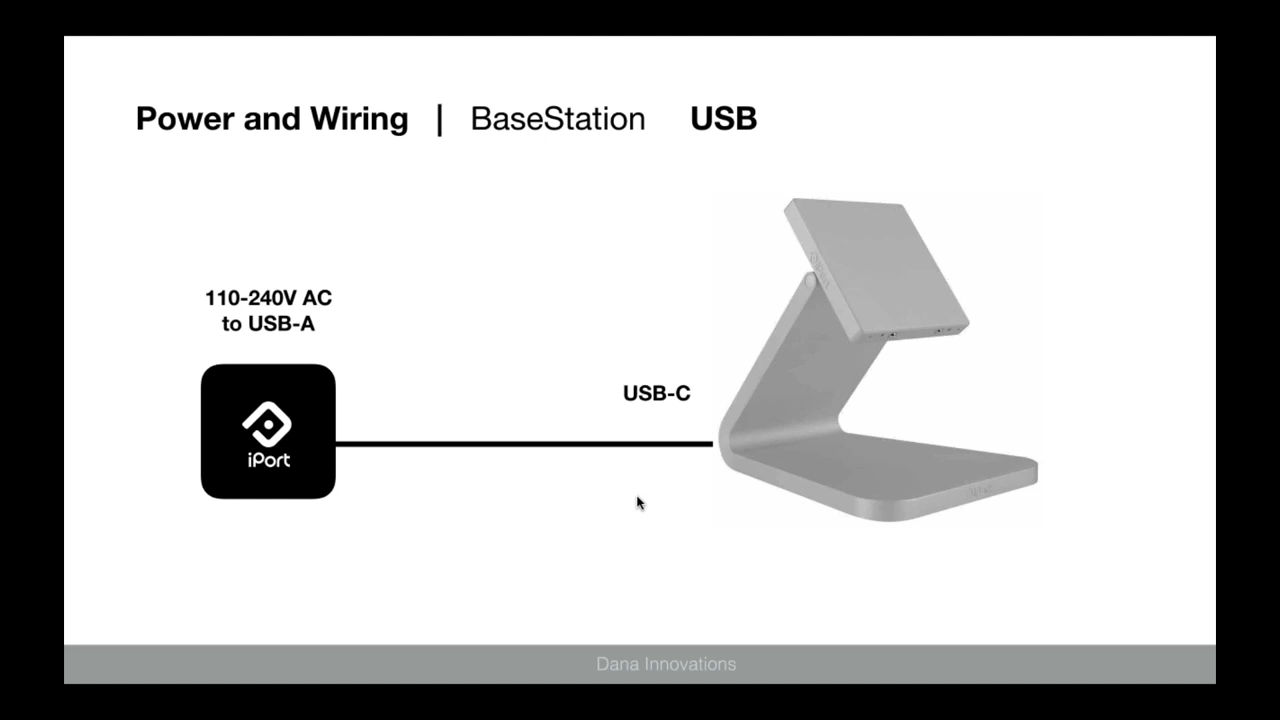 Power and Wiring | BaseStation USB
110-240V AC
to USB-A
USB-C
iPort
Dana Innovations